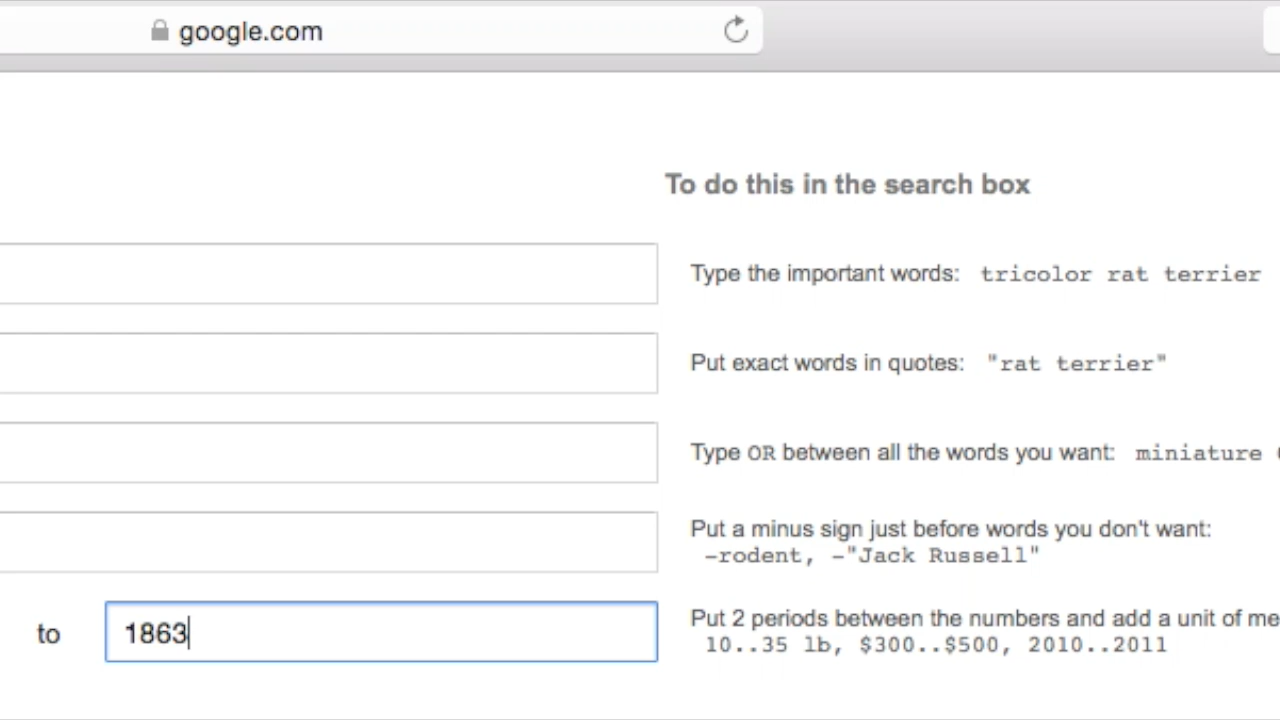 google.com
To do this in the search box
Type the important words: tricolor rat terrier
Put exact words in quotes: "rat terrier"
Type OR between all the words you want: miniature
Put a minus sign just before words you don't want:
-rodent, -"Jack Russell"
to 1863 Put 2 periods between the numbers and add a unit of me
10..35 lb, $300..$500, 2010..2011